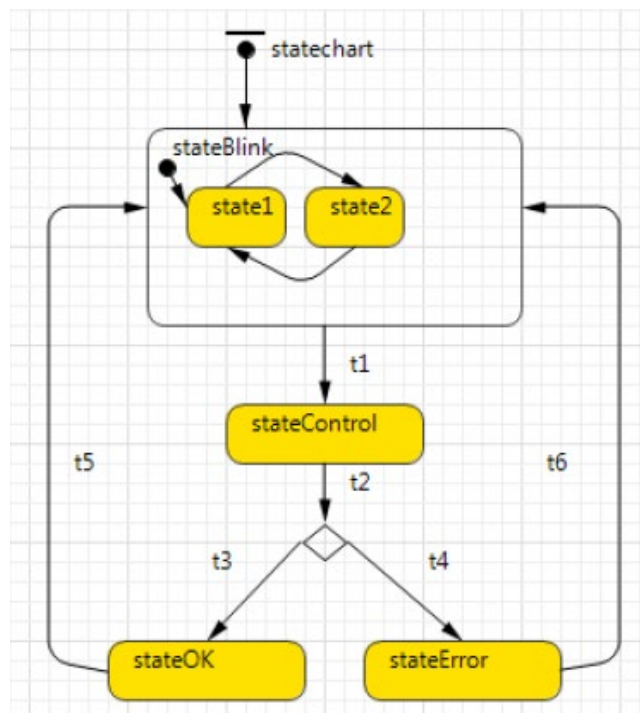 statechart
stateBlink
state1
state2
t1
stateControl
t5
t6
t2
t3
t4
stateOK
stateError